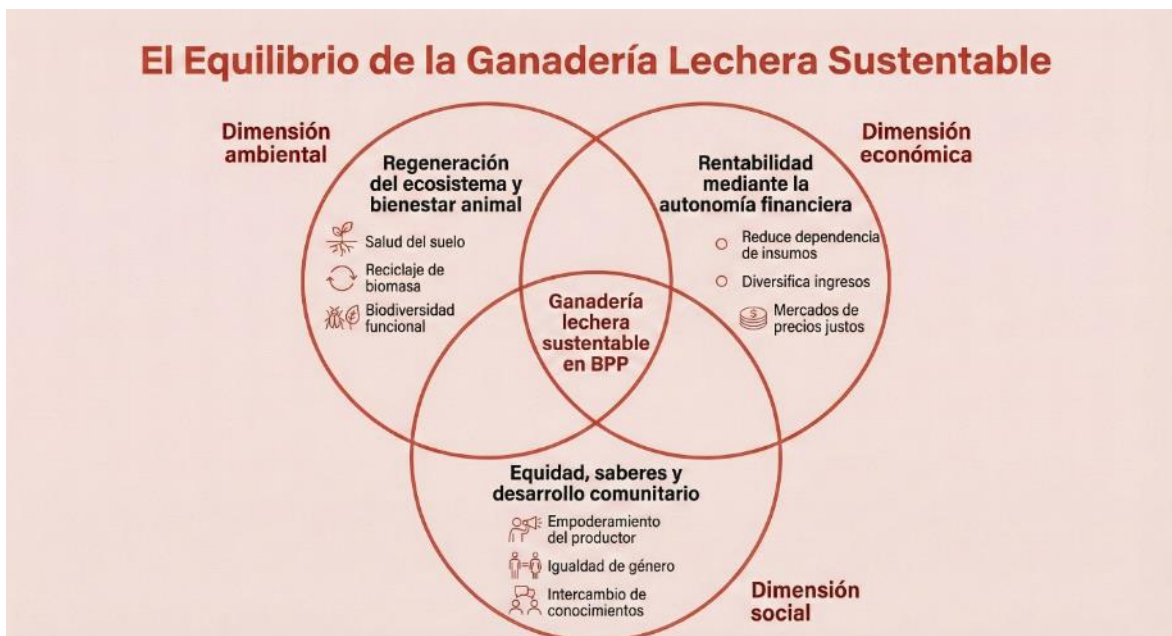 El Equilibrio de la Ganadería Lechera Sustentable
Dimensión
ambiental
Regeneración
del ecosistema y
bienestar animal
Salud del suelo
Reciclaje de
biomasa
Biodiversidad
funcional
Dimensión
económica
Rentabilidad
mediante la
autonomía financiera
Reduce dependencia
de insumos
Diversifica ingresos
$
Mercados de
precios justos
Ganadería
lechera
sustentable
en BPP
Equidad, saberes y
desarrollo comunitario
Empoderamiento
del productor
Igualdad de género
Intercambio de
conocimientos
Dimensión
social